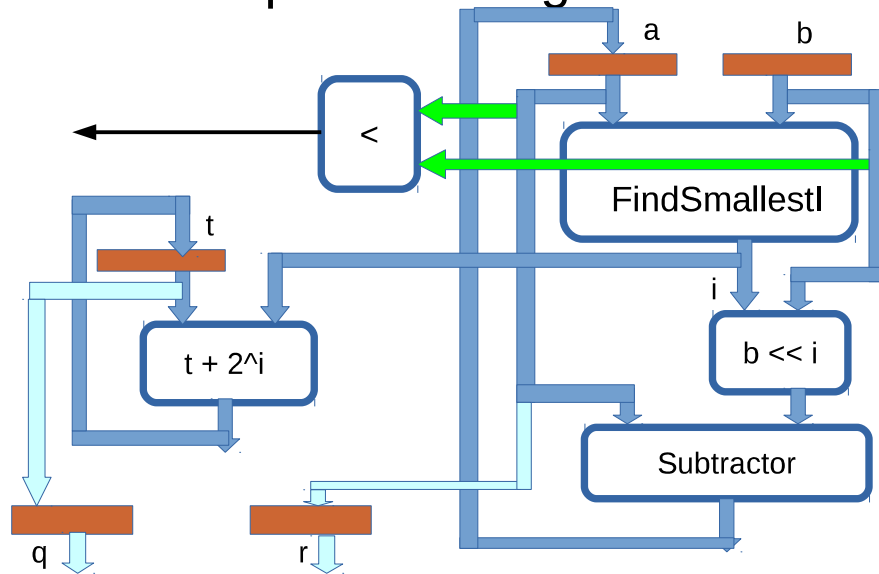 a
b
<
FindSmallestI
t
i
t + 2^i
b << i
Subtractor
q
r